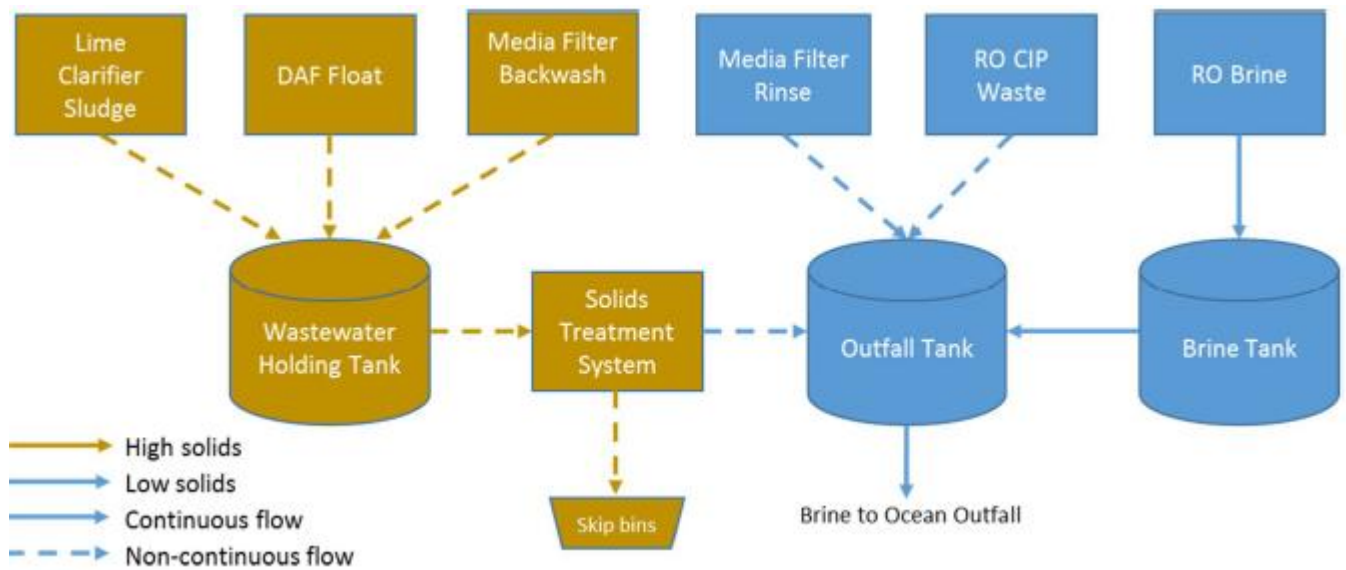 Lime
Clarifier
Sludge
DAF Float
Media Filter
Backwash
Media Filter
Rinse
RO CIP
Waste
RO Brine
Wastewater
Holding Tank
Solids
Treatment
System
Outfall Tank
Brine Tank
High solids
Low solids
Continuous flow
Non-continuous flow
Skip bins
Brine to Ocean Outfall